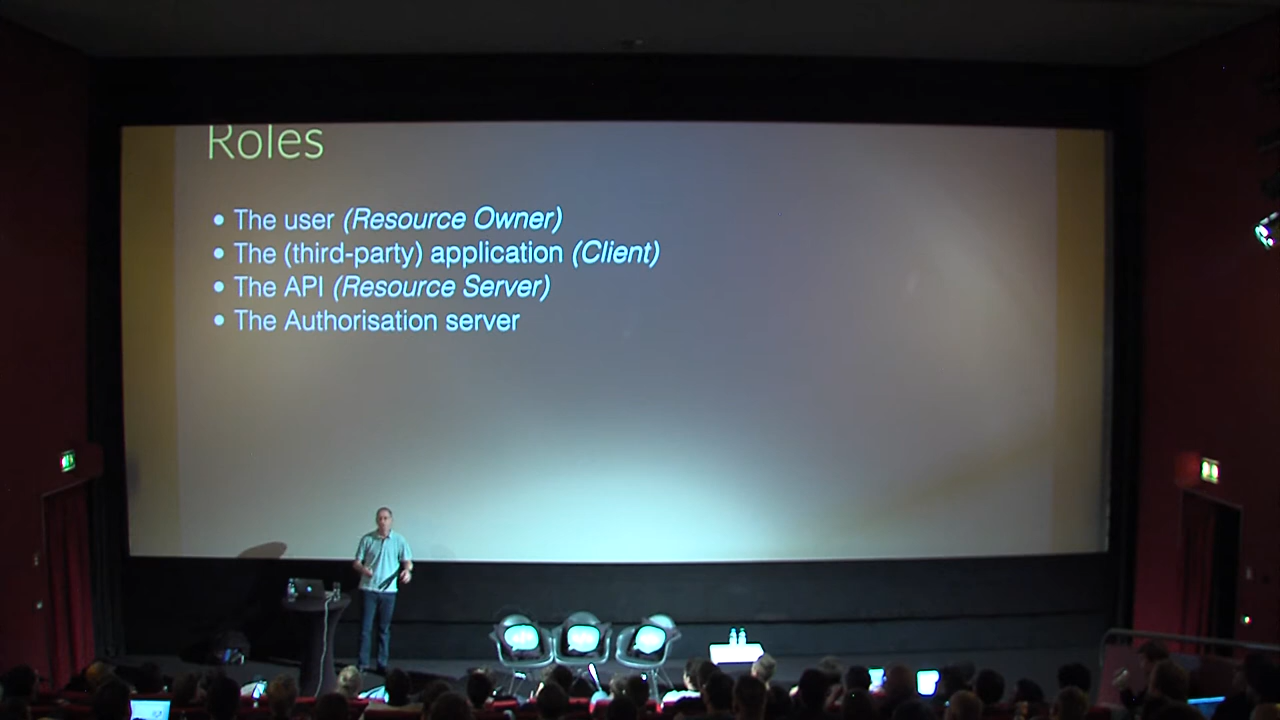 Roles
• The user (Resource Owner)
• The (third-party) application (Client)
• The API (Resource Server)
• The Authorisation server